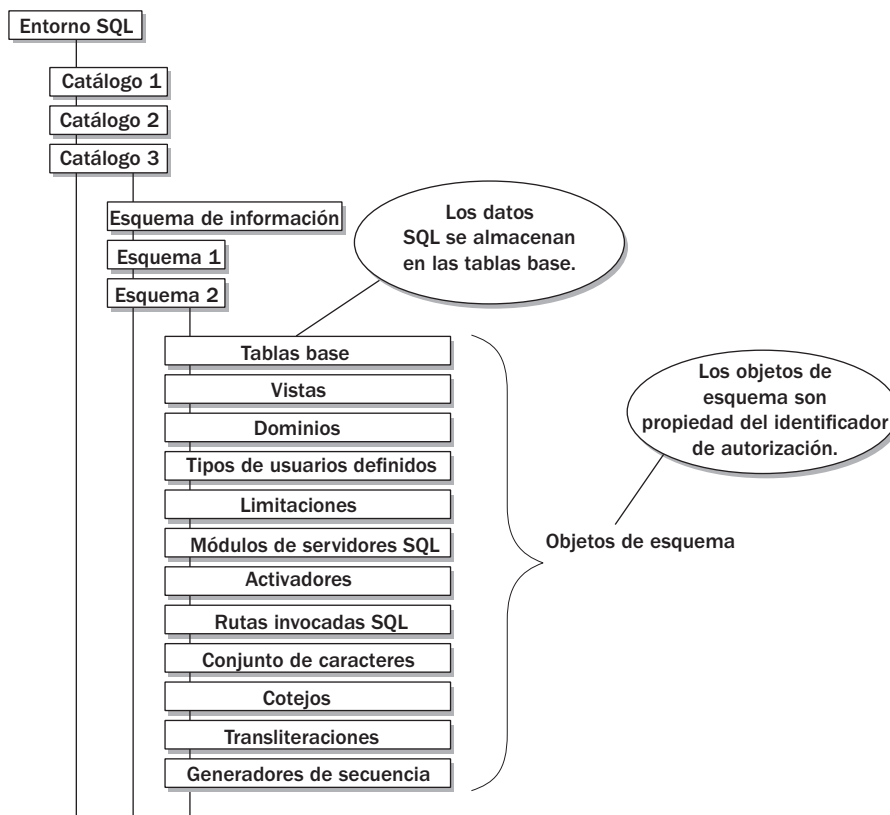 Entorno SQL
Catálogo 1
Catálogo 2
Catálogo 3
Esquema de información
Esquema 1
Esquema 2
Los datos
SQL se almacenan
en las tablas base.
Tablas base
Vistas
Dominios
Tipos de usuarios definidos
Limitaciones
Módulos de servidores SQL
Activadores
Rutas invocadas SQL
Conjunto de caracteres
Cotejos
Transliteraciones
Generadores de secuencia
Los objetos de
esquema son
propiedad del identificador
de autorización.
Objetos de esquema